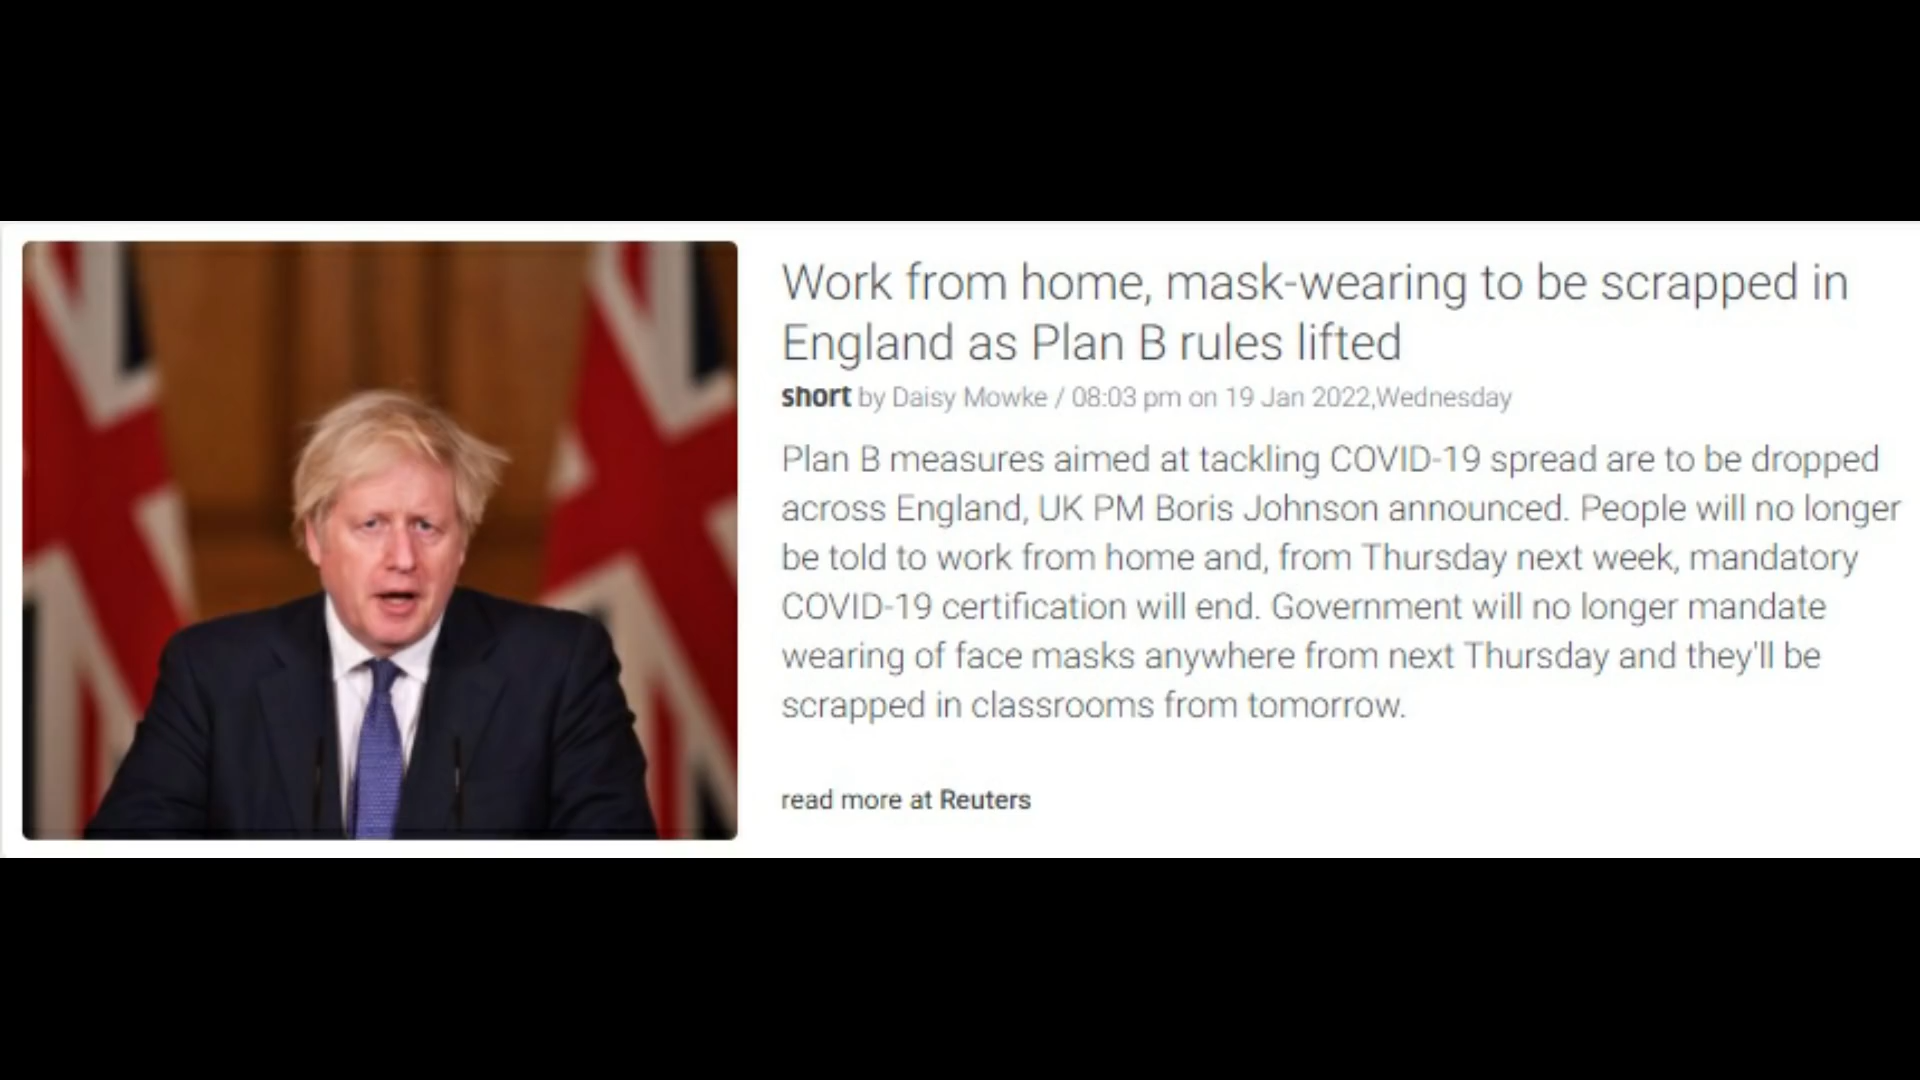 Work from home, mask-wearing to be scrapped in
England as Plan B rules lifted
short by Daisy Mowke / 08:03 pm on 19 Jan 2022,Wednesday
Plan B measures aimed at tackling COVID-19 spread are to be dropped
across England, UK PM Boris Johnson announced. People will no longer
be told to work from home and, from Thursday next week, mandatory
COVID-19 certification will end. Government will no longer mandate
wearing of face masks anywhere from next Thursday and they'll be
scrapped in classrooms from tomorrow.
read more at Reuters